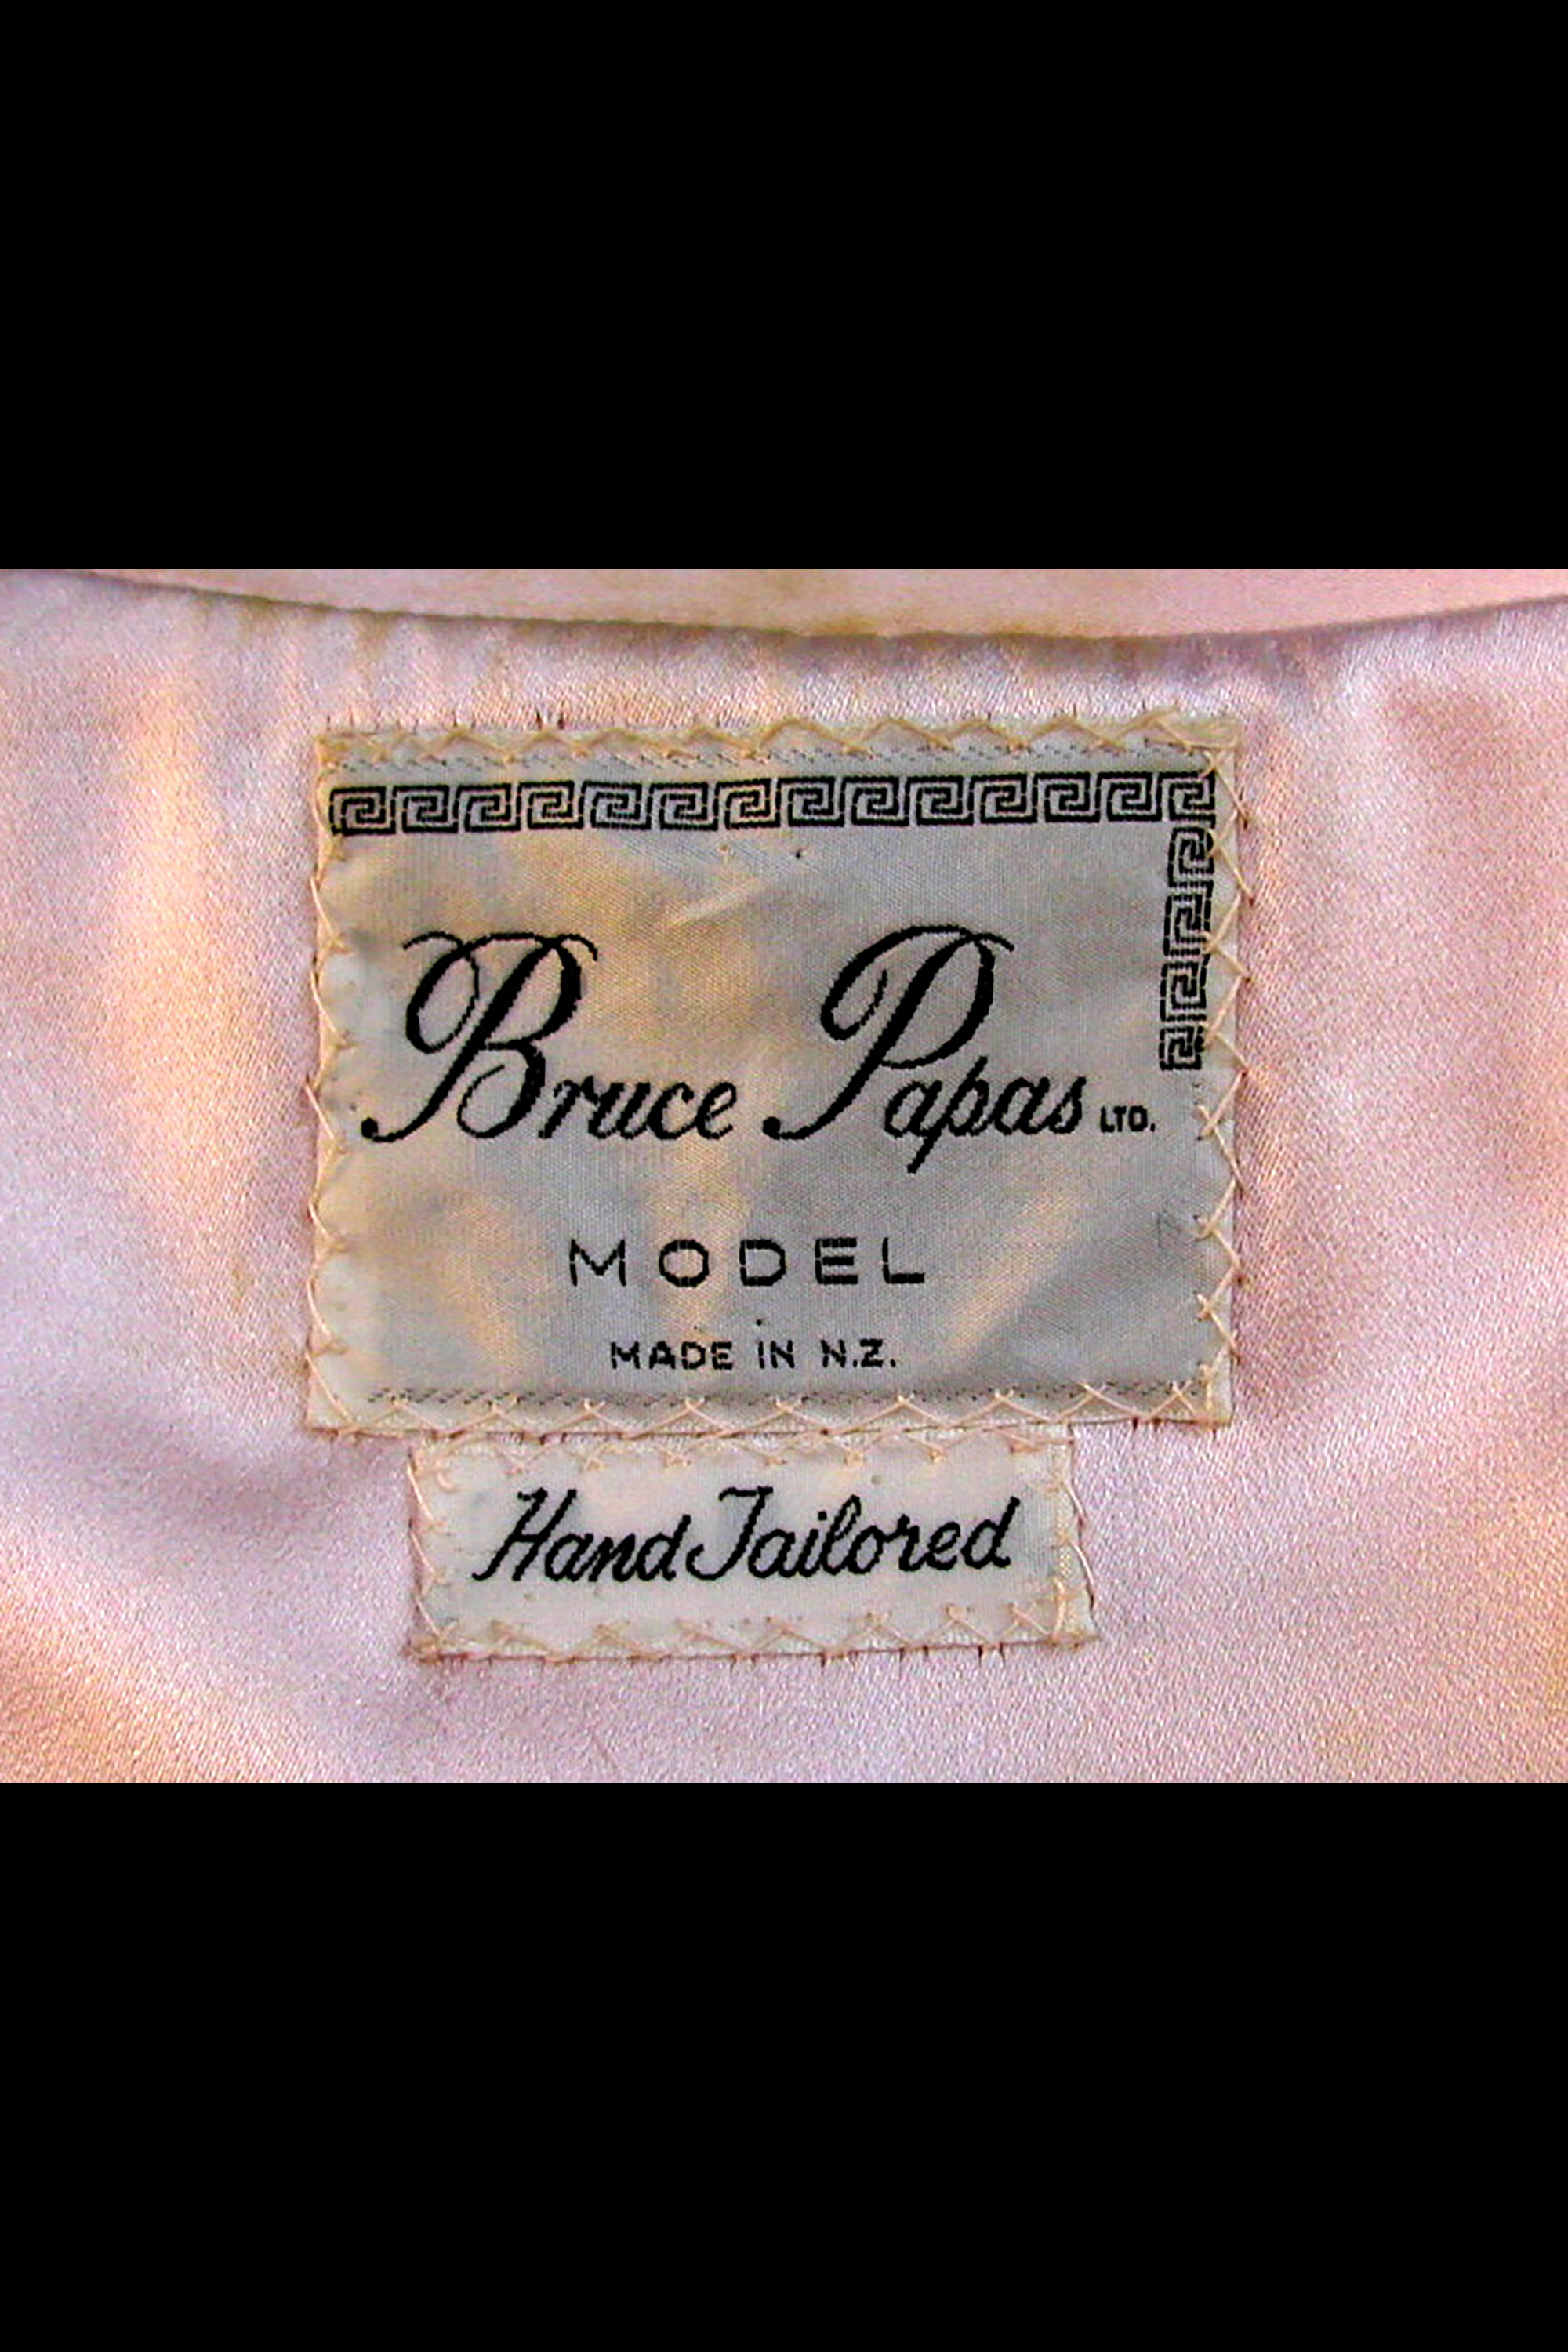 Bruce Papas LTD.
MODEL
MADE IN N.Z.
Hand Tailored